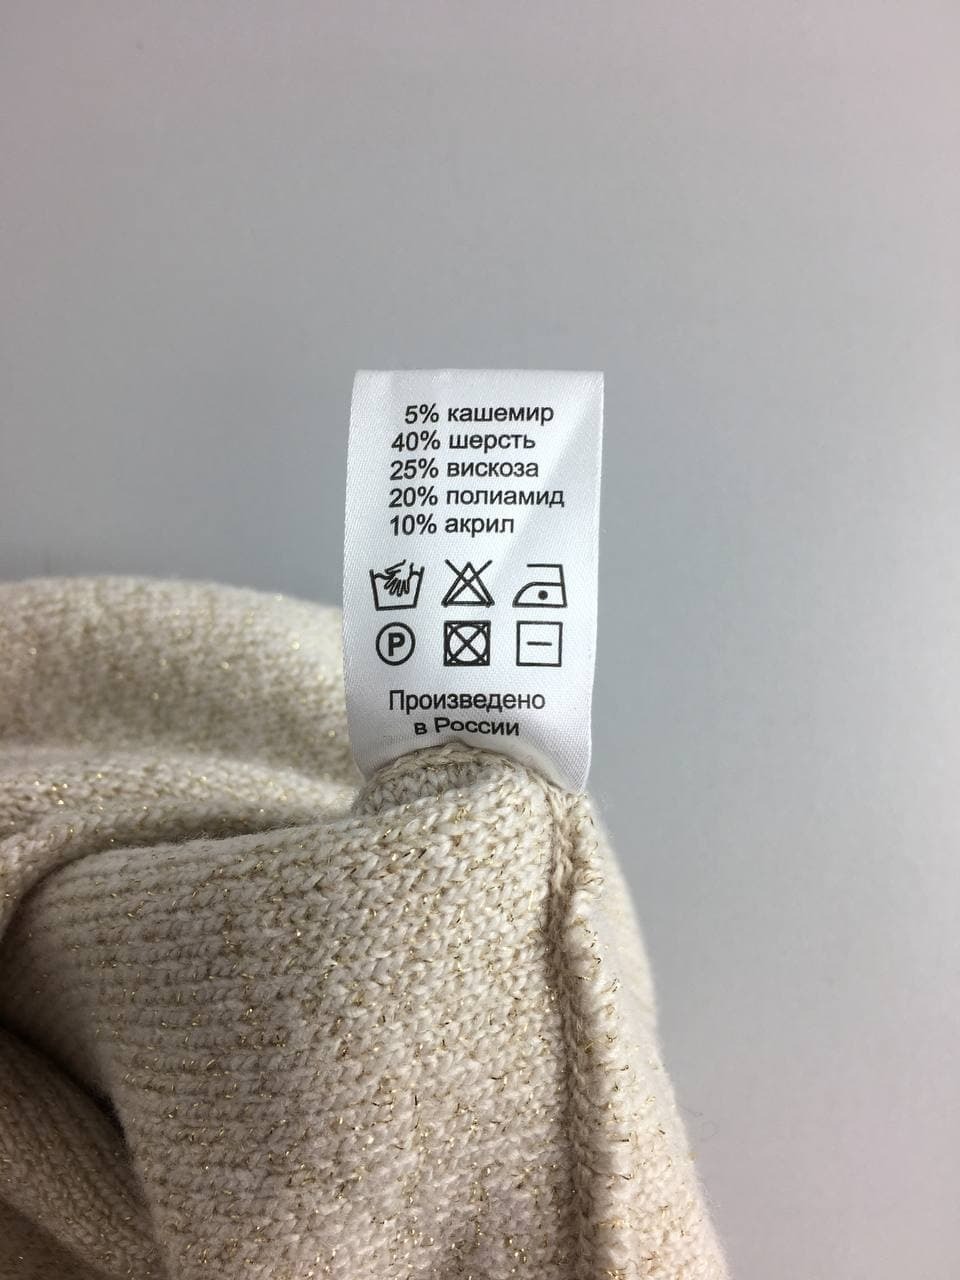 5% кашемир
40% шерсть
25% вискоза
20% полиамид
10% акрил
P
Произведено
в России